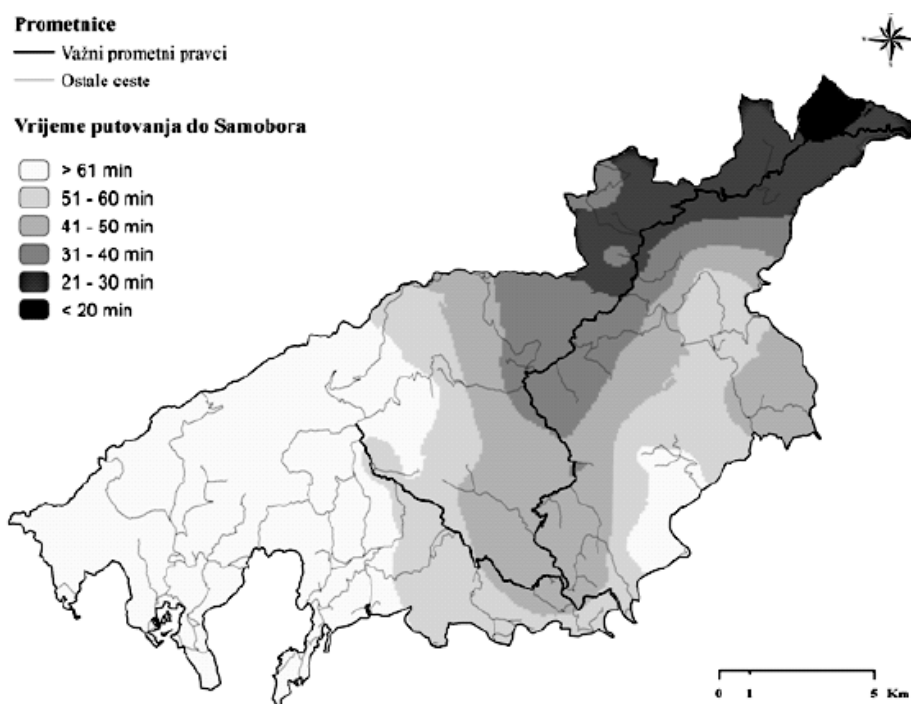 Prometnice
Važni prometni pravci
Ostale ceste
Vrijeme putovanja do Samobora
> 61 min
51 - 60 min
41 - 50 min
31 - 40 min
21 - 30 min
< 20 min
0 1 5 Km